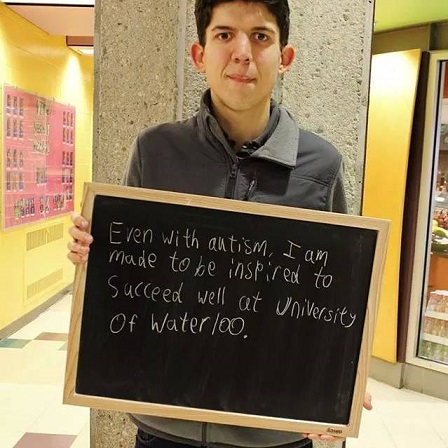 Even with autism, I am
made to be inspired to
succeed well at University
of Waterloo.